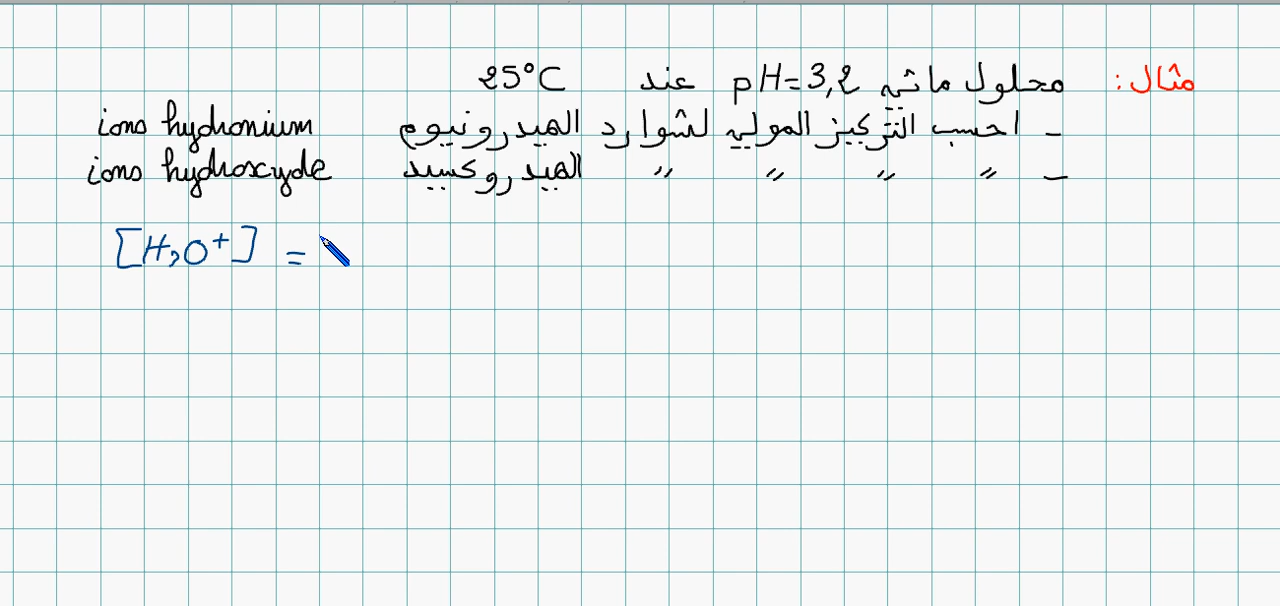 مثال: محلول مائي pH=3,2 عند 25°C
- احسب التركيز المولي لشوارد الهيدرونيوم ions hydronium
- " " " " الهيدروكسيد ions hydroxyde
[H₃O+] =